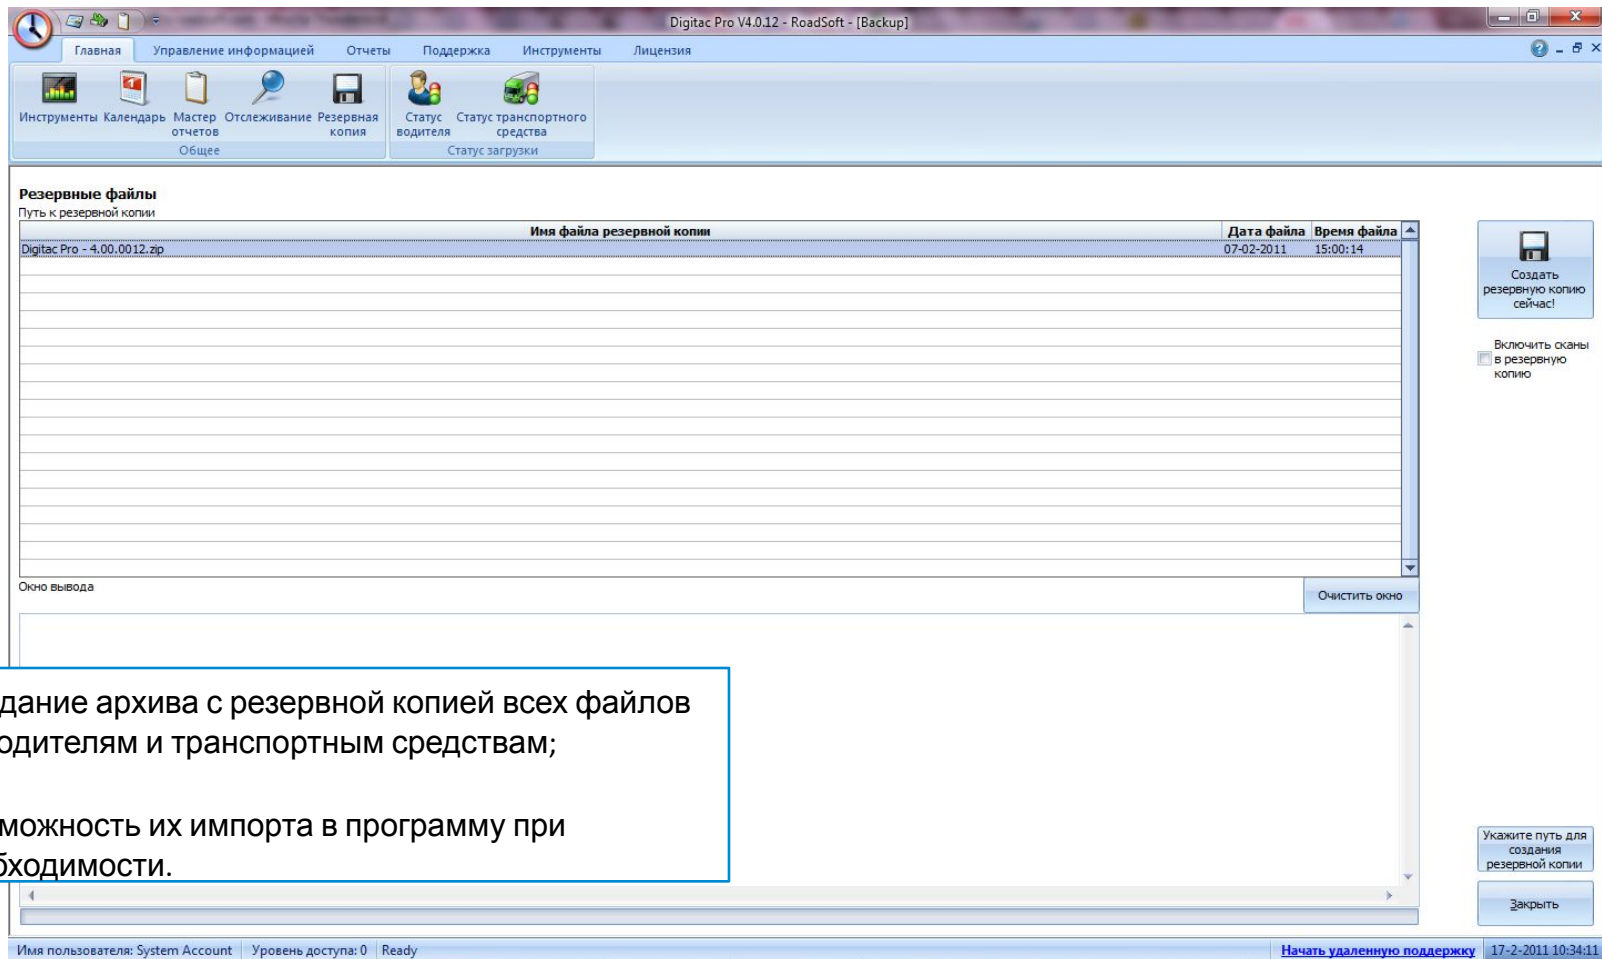 Digitac Pro V4.0.12 - RoadSoft - [Backup]
Главная Управление информацией Отчеты Поддержка Инструменты Лицензия
Инструменты Календарь Мастер отчетов Отслеживание Резервная копия Статус водителя Статус транспортного средства
Общее Статус загрузки
Резервные файлы
Путь к резервной копии
Имя файла резервной копии Дата файла Время файла
Digitac Pro - 4.00.0012.zip 07-02-2011 15:00:14
Создать
резервную копию
сейчас!
Включить сканы
в резервную
копию
Окно вывода
Очистить окно
дание архива с резервной копией всех файлов
одителям и транспортным средствам;
можность их импорта в программу при
бходимости.
Укажите путь для
создания
резервной копии
Закрыть
Имя пользователя: System Account Уровень доступа: 0 Ready Начать удаленную поддержку 17-2-2011 10:34:11